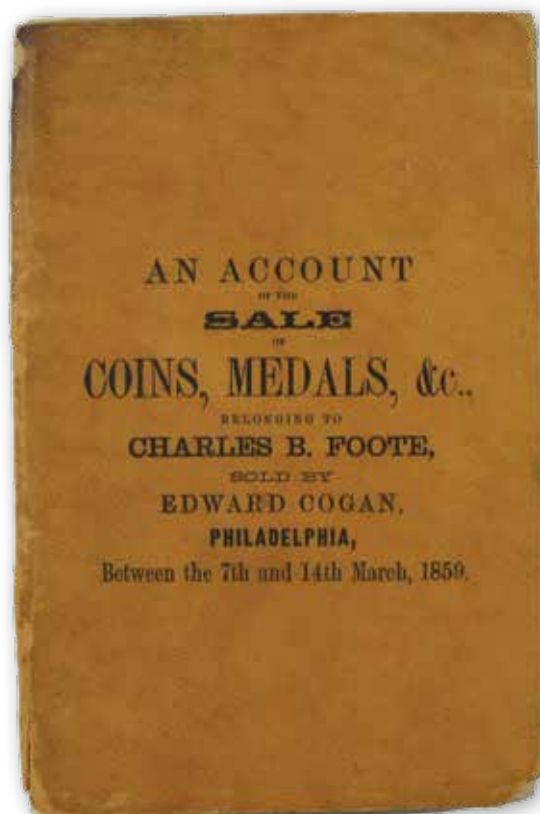 AN ACCOUNT
OF THE
SALE
OF
COINS, MEDALS, &c..
BELONGING TO
CHARLES B. FOOTE,
SOLD BY
EDWARD COGAN,
PHILADELPHIA,
Between the 7th and 14th March, 1859.